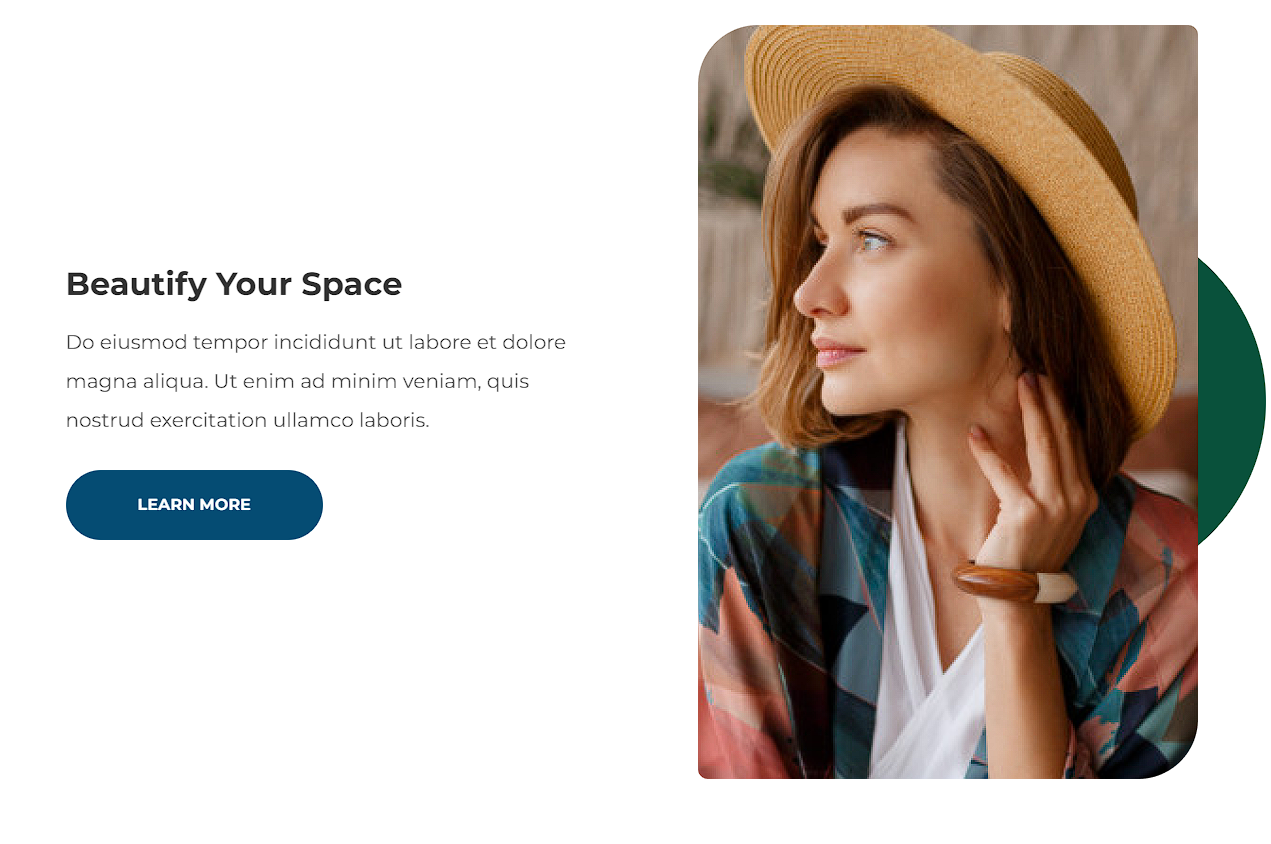 Beautify Your Space
Do eiusmod tempor incididunt ut labore et dolore
magna aliqua. Ut enim ad minim veniam, quis
nostrud exercitation ullamco laboris.
LEARN MORE